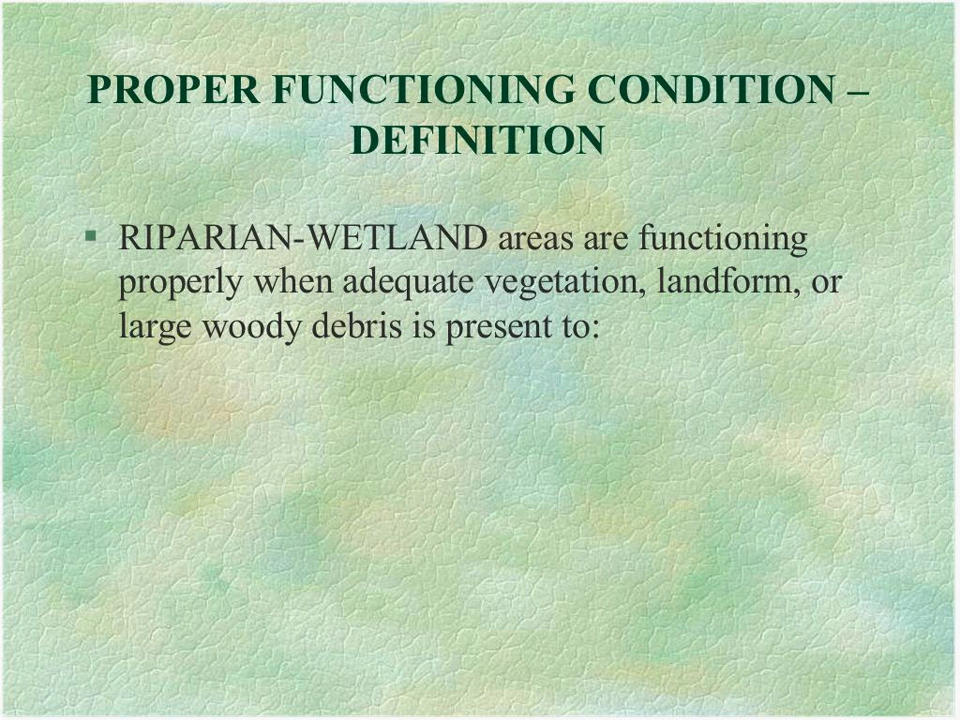 PROPER FUNCTIONING CONDITION –
DEFINITION
▪ RIPARIAN-WETLAND areas are functioning
properly when adequate vegetation, landform, or
large woody debris is present to: